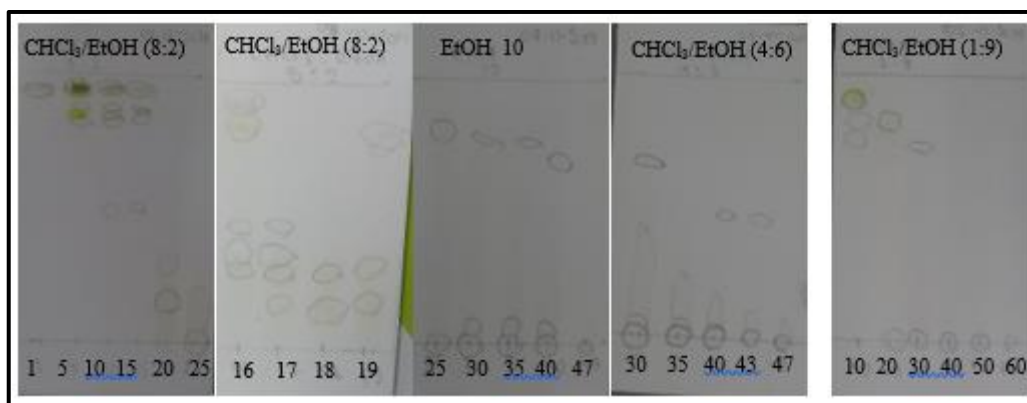 CHCl₃/EtOH (8:2)
CHCl₃/EtOH (8:2)
EtOH 10
CHCl₃/EtOH (4:6)
CHCl₃/EtOH (1:9)
8:2
1 5 10 15 20 25
16 17 18 19
25 30 35 40 47
30 35 40 43 47
10 20 30 40 50 60